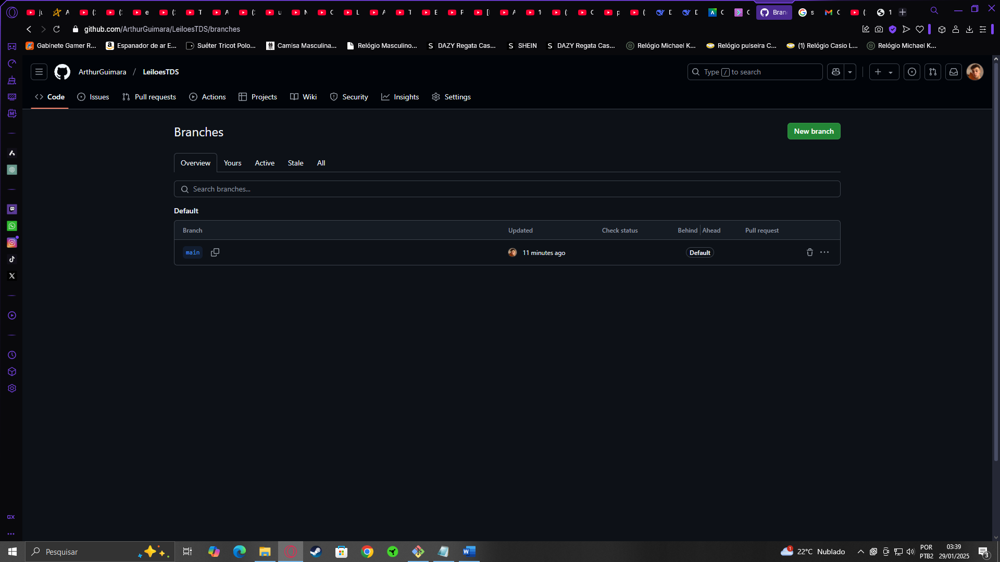 Bran
github.com/ArthurGuimara/LeiloesTDS/branches
Gabinete Gamer R... Espanador de ar E... Suéter Tricot Polo... Camisa Masculina... Relógio Masculino... DAZY Regata Cas... SHEIN DAZY Regata Cas... Relógio Michael K... Relógio pulseira C... (1) Relógio Casio L... Relógio Michael K...
ArthurGuimara / LeiloesTDS
Type / to search
Code Issues Pull requests Actions Projects Wiki Security Insights Settings
Branches
New branch
Overview Yours Active Stale All
Search branches...
Default
Branch Updated Check status Behind Ahead Pull request
main 11 minutes ago Default
GX
Pesquisar
22°C Nublado
POR
PTB2
03:39
29/01/2025
3